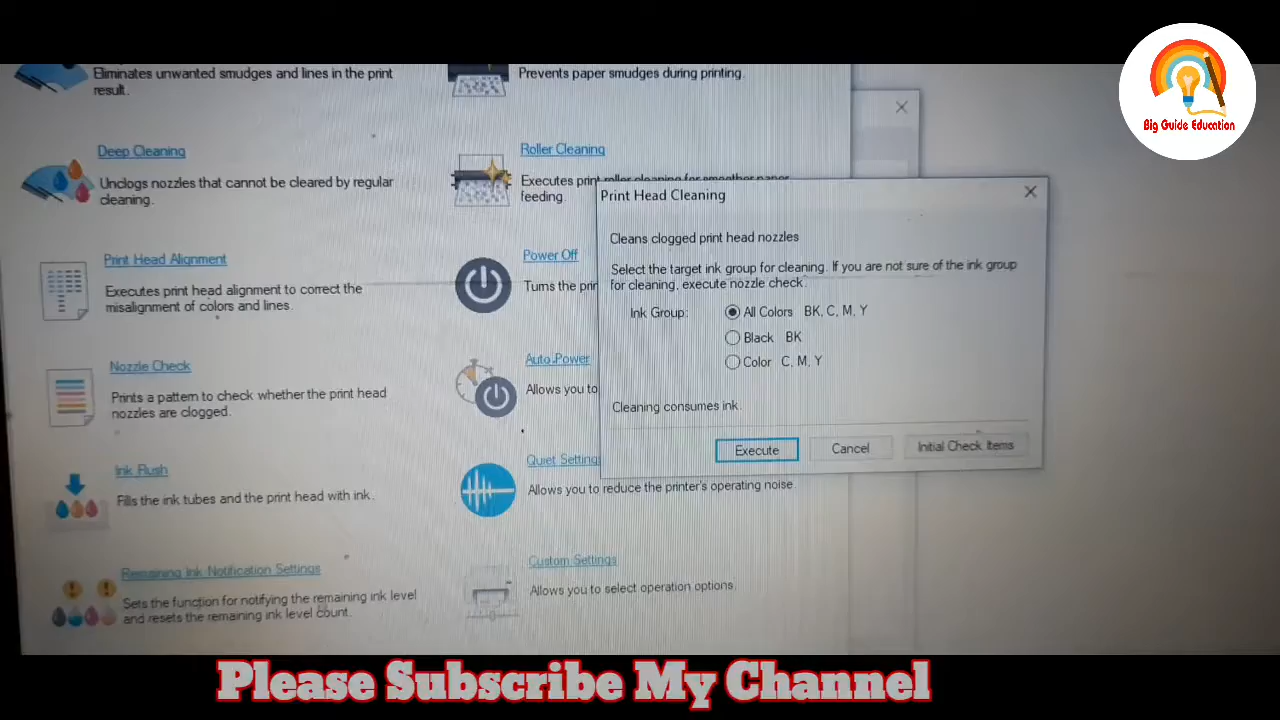 Eliminates unwanted smudges and lines in the print
result.
Deep Cleaning
Unclogs nozzles that cannot be cleared by regular
cleaning.
Print Head Alignment
Executes print head alignment to correct the
misalignment of colors and lines.
Nozzle Check
Prints a pattern to check whether the print head
nozzles are clogged.
Ink Flush
Fills the ink tubes and the print head with ink.
Remaining Ink Notification Settings
Sets the function for notifying the remaining ink level
and resets the remaining ink level count.
Prevents paper smudges during printing.
Roller Cleaning
Executes print roller cleaning for smoother paper
feeding.
Power Off
Turns the prin
Auto Power
Allows you to
Quiet Settings
Allows you to reduce the printer's operating noise.
Custom Settings
Allows you to select operation options.
Print Head Cleaning
Cleans clogged print head nozzles
Select the target ink group for cleaning. If you are not sure of the ink group
for cleaning, execute nozzle check.
Ink Group:
All Colors BK, C, M, Y
Black BK
Color C, M, Y
Cleaning consumes ink.
Execute
Cancel
Initial Check Items
Big Guide Education
Please Subscribe My Channel